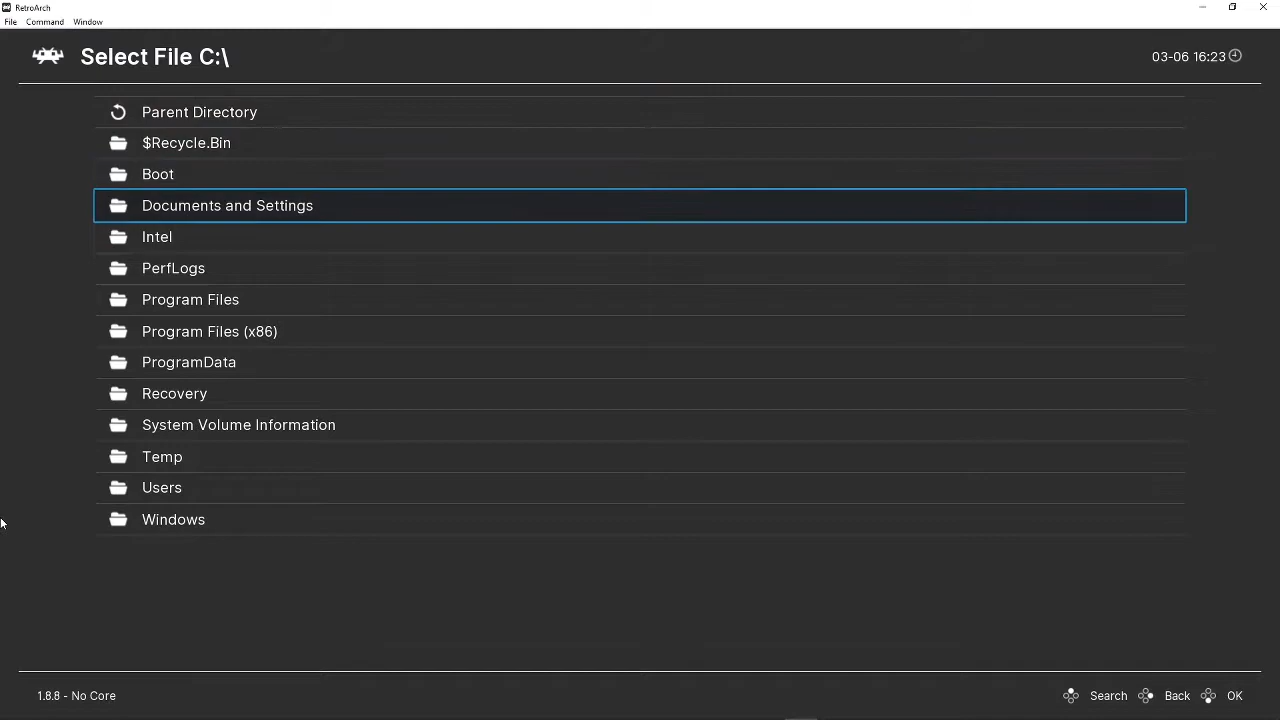 RetroArch
File Command Window
Select File C:\
03-06 16:23
Parent Directory
$Recycle.Bin
Boot
Documents and Settings
Intel
PerfLogs
Program Files
Program Files (x86)
ProgramData
Recovery
System Volume Information
Temp
Users
Windows
1.8.8 - No Core
Search Back OK